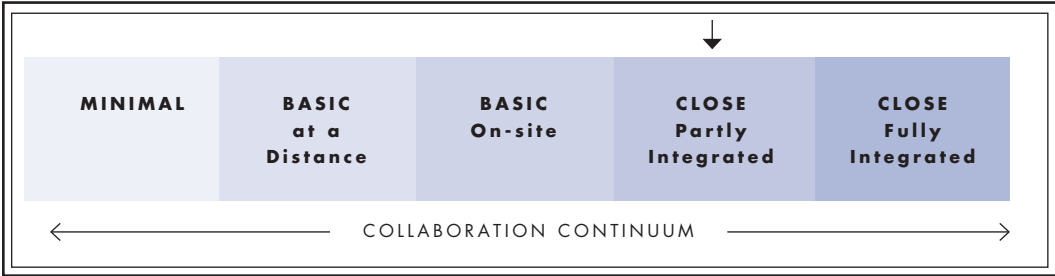 MINIMAL
BASIC
at a
Distance
BASIC
On-site
CLOSE
Partly
Integrated
CLOSE
Fully
Integrated
COLLABORATION CONTINUUM